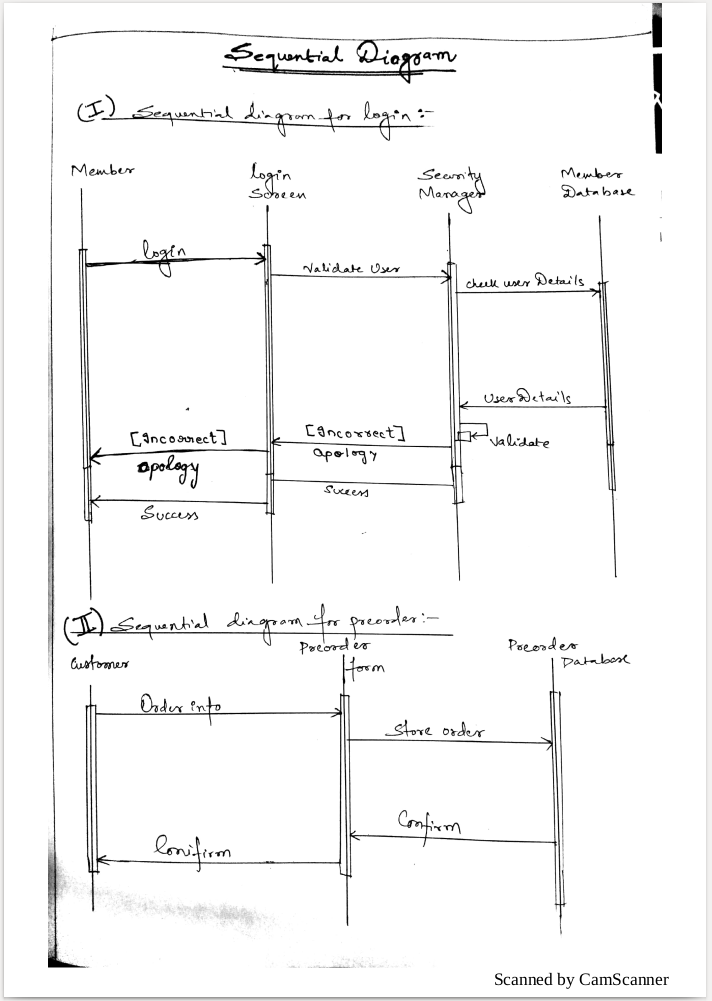 Sequential Diagram
(I) Sequential diagram for login :-
Member
login
Screen
Security
Manager
Member
Database
login
Validate User
check user Details
User Details
Validate
[Incorrect]
apology
[Incorrect]
apology
Success
Success
(II) Sequential diagram for preorder:-
Customer
Preorder
form
Preorder
Database
Order info
Store order
Confirm
Confirm
Scanned by CamScanner